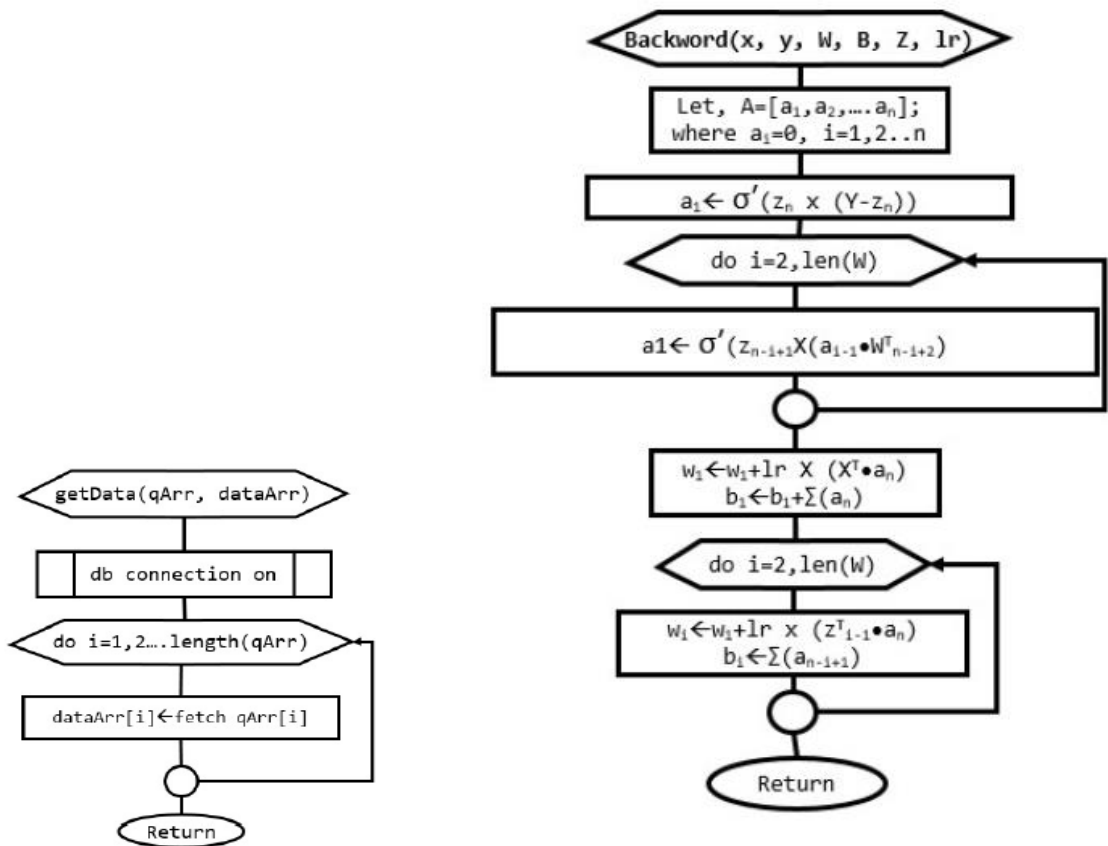 Backword(x, y, W, B, Z, lr)
Let, A=[a₁,a₂,….aₙ];
where aᵢ=0, i=1,2..n
a₁← σ′(zₙ x (Y-zₙ))
do i=2,len(W)
a1← σ′(zₙ₋ᵢ₊₁X(aᵢ₋₁•Wᵀₙ₋ᵢ₊₂)
w₁←w₁+lr X (Xᵀ•aₙ)
b₁←b₁+Σ(aₙ)
do i=2,len(W)
wᵢ←w₁+lr x (zᵀᵢ₋₁•aₙ)
bᵢ←Σ(aₙ₋ᵢ₊₁)
Return
getData(qArr, dataArr)
db connection on
do i=1,2….length(qArr)
dataArr[i]←fetch qArr[i]
Return